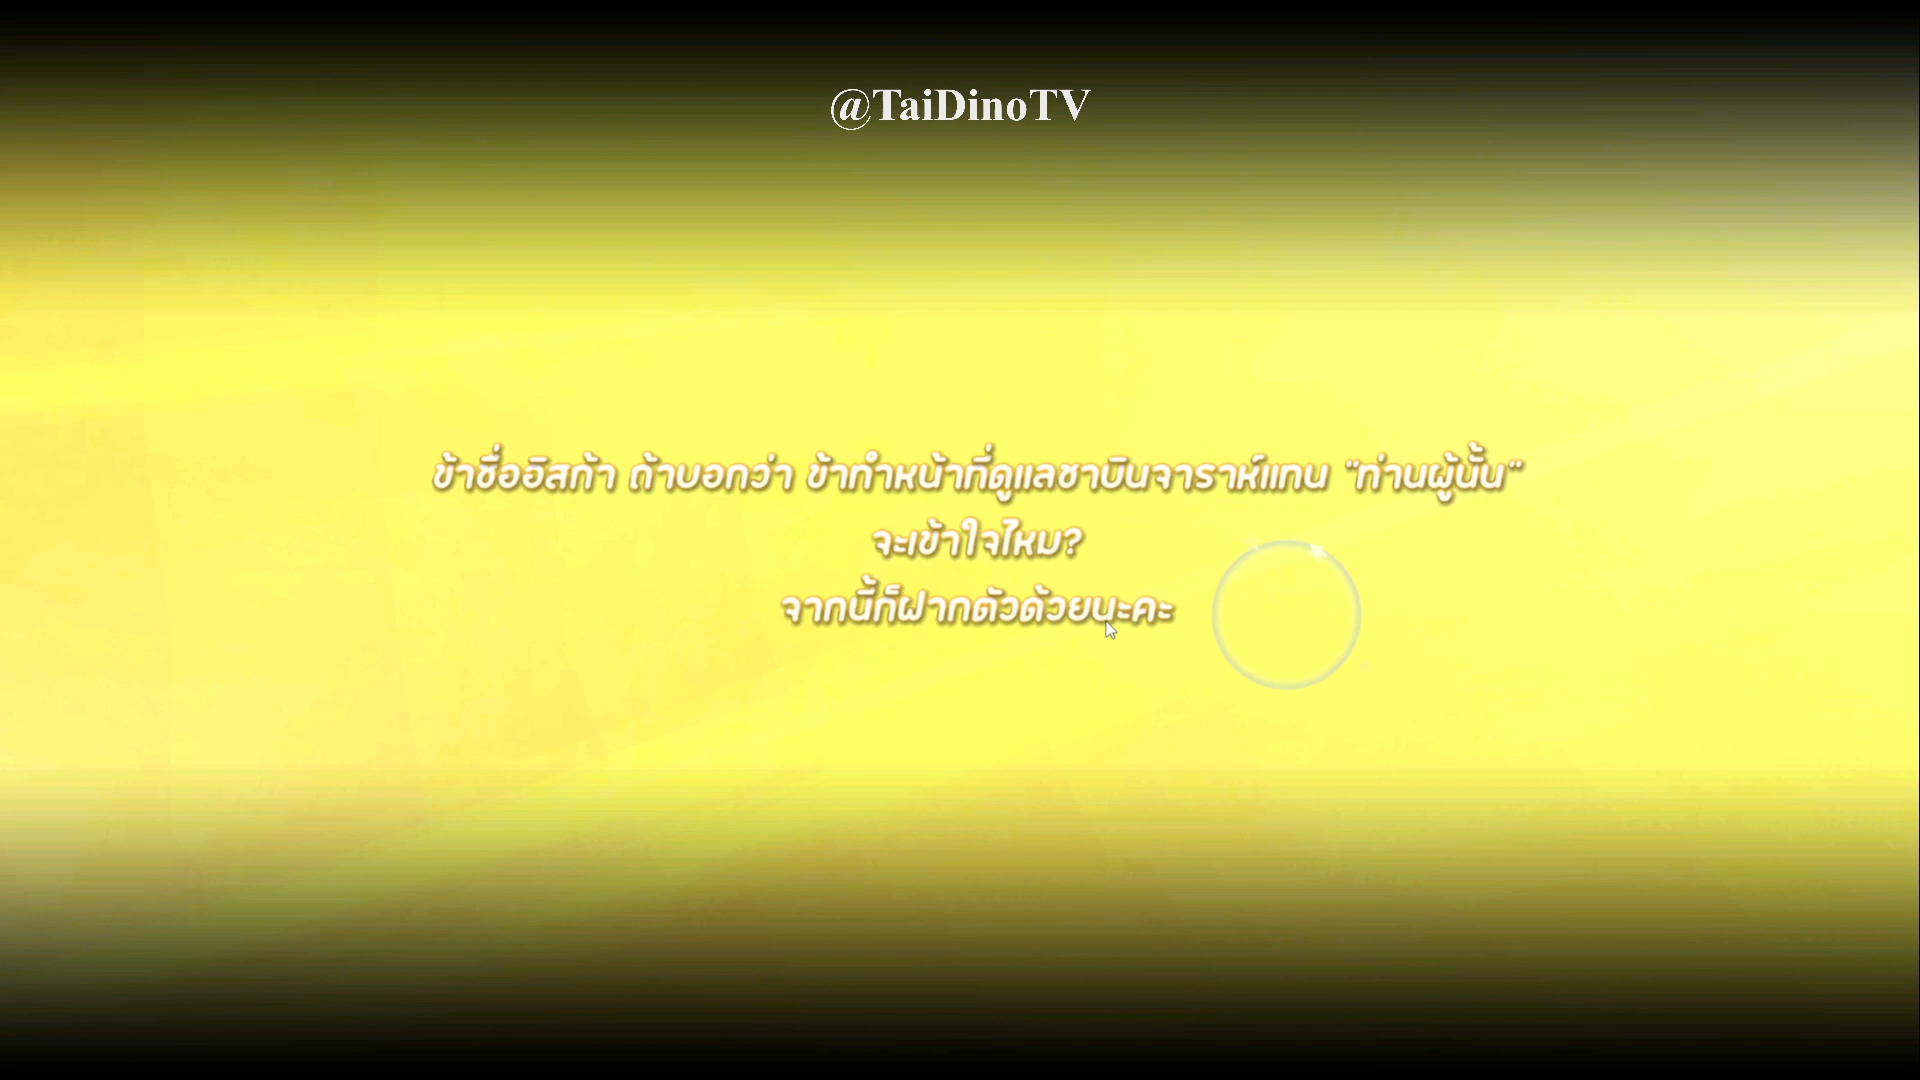 @TaiDinoTV
ข้าชื่ออิสก้า ถ้าบอกว่า ข้าทำหน้าที่ดูแลชาบินจาราห์แทน "ท่านผู้นั้น"
จะเข้าใจไหม?
จากนี้ก็ฝากตัวด้วยนะคะ